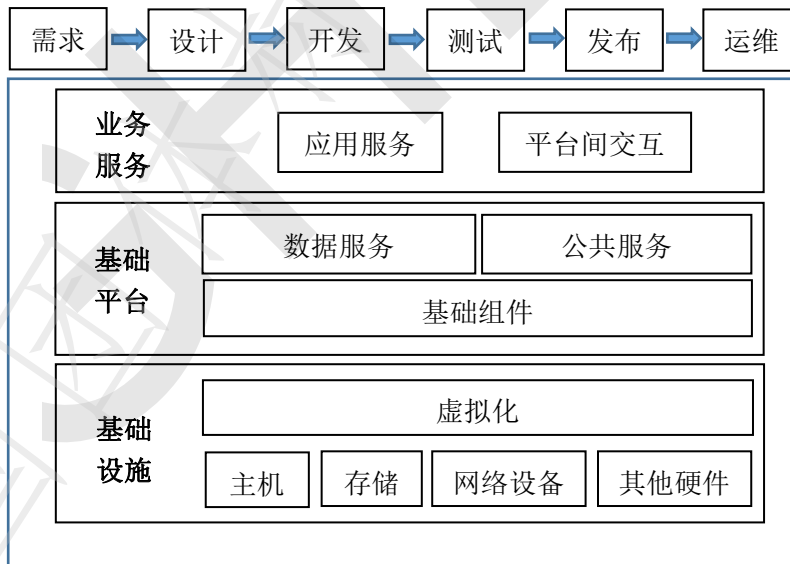 需求 设计 开发 测试 发布 运维
业务
服务
应用服务 平台间交互
基础
平台
数据服务 公共服务
基础组件
基础
设施
虚拟化
主机 存储 网络设备 其他硬件